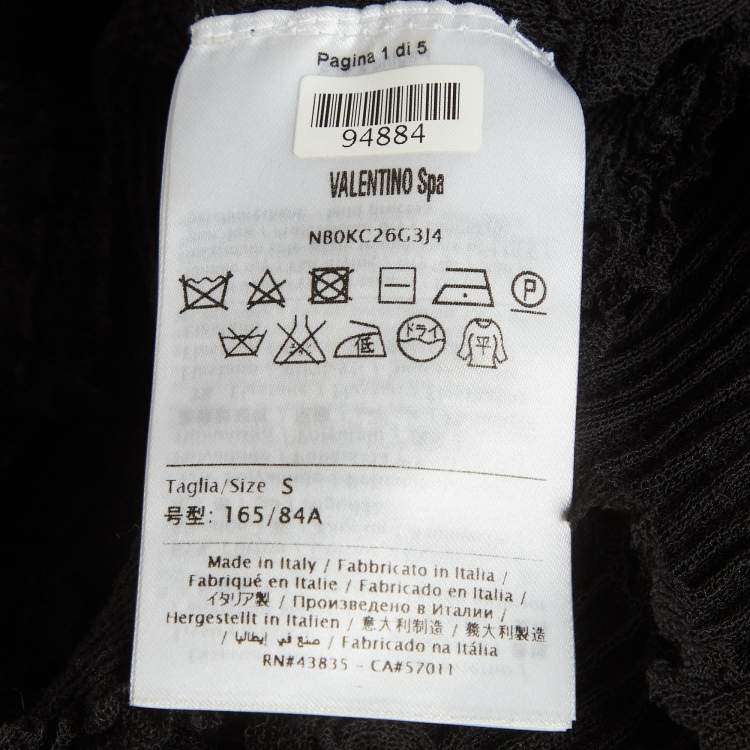 Pagina 1 di 5
94884
VALENTINO Spa
NB0KC26G3J4
P
低 ドライ 平
Taglia/Size S
号型: 165/84A
Made in Italy / Fabbricato in Italia /
Fabriqué en Italie / Fabricado en Italia
/ イタリア製 / Произведено в Италии /
Hergestellt in Italien / 意大利制造 / 義大利製造
/ صنع في إيطاليا / Fabricado na Itália
RN#43835 - CA#57011